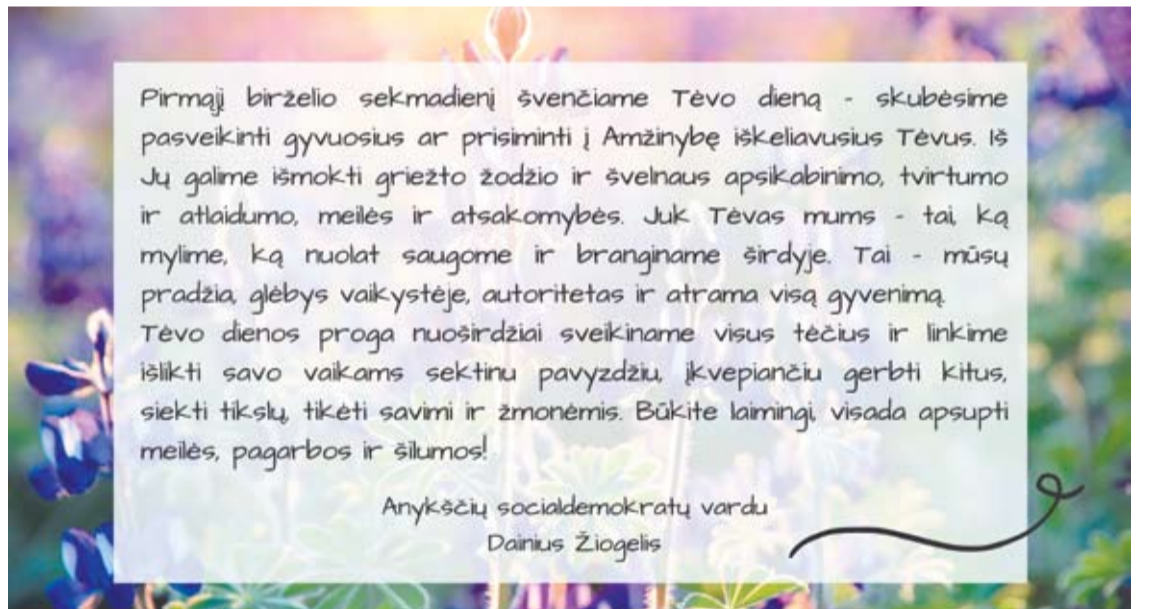 Pirmąjį birželio sekmadienį švenčiame Tėvo dieną - skubėsime
pasveikinti gyvuosius ar prisiminti į Amžinybę iškeliavusius Tėvus. Iš
Jų galime išmokti griežto žodžio ir švelnaus apsikabinimo, tvirtumo
ir atlaidumo, meilės ir atsakomybės. Juk Tėvas mums - tai, ką
mylime, ką nuolat saugome ir branginame širdyje. Tai - mūsų
pradžia, glėbys vaikystėje, autoritetas ir atrama visą gyvenimą.
Tėvo dienos proga nuoširdžiai sveikiname visus tėčius ir linkime
išlikti savo vaikams sektinu pavyzdžiu, įkvepiančiu gerbti kitus,
siekti tikslų, tikėti savimi ir žmonėmis. Būkite laimingi, visada apsupti
meilės, pagarbos ir šilumos!
Anykščių socialdemokratų vardu
Dainius Žiogelis